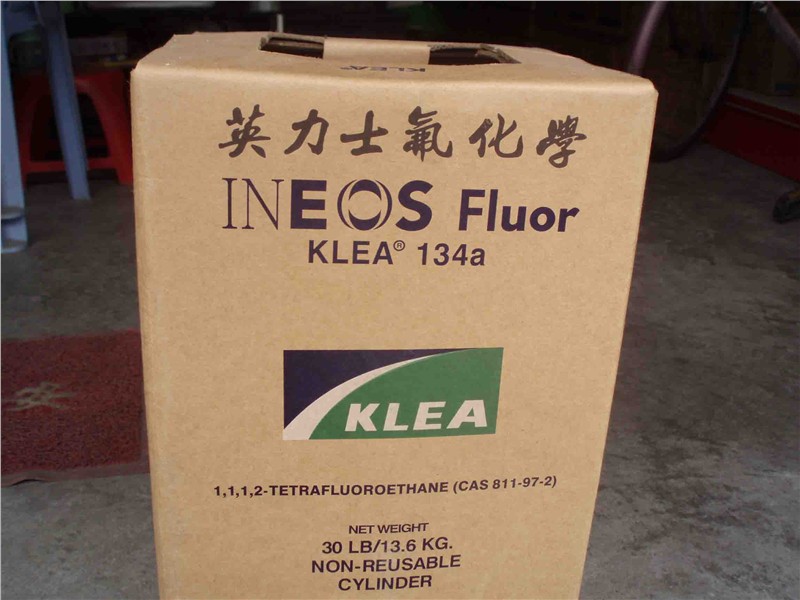 KLEA®
英力士氟化學
INEOS Fluor
KLEA® 134a
KLEA
1,1,1,2-TETRAFLUOROETHANE (CAS 811-97-2)
NET WEIGHT
30 LB/13.6 KG.
NON-REUSABLE
CYLINDER